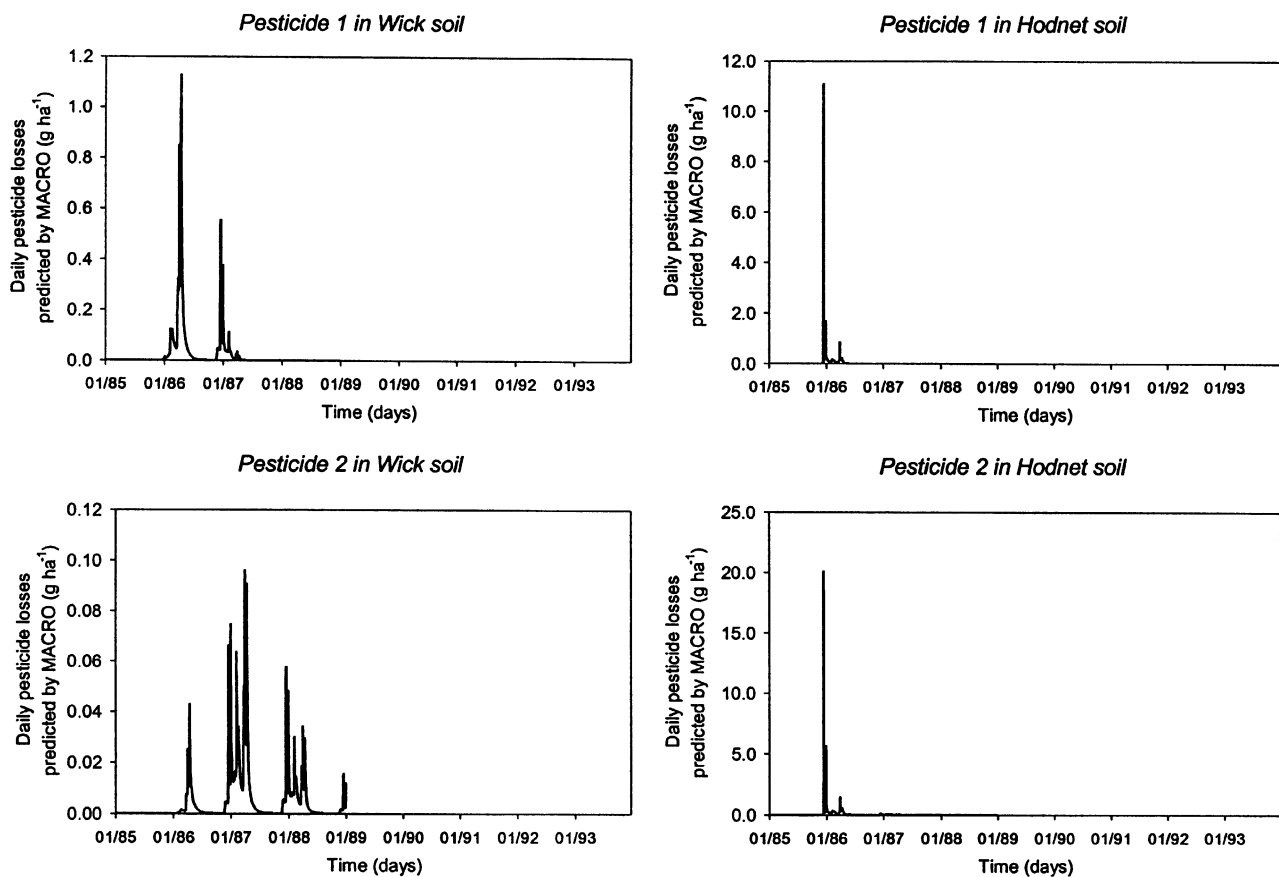 Pesticide 1 in Wick soil
Daily pesticide losses
predicted by MACRO (g ha-1)
1.2
1.0
0.8
0.6
0.4
0.2
0.0
01/85 01/86 01/87 01/88 01/89 01/90 01/91 01/92 01/93
Time (days)
Pesticide 1 in Hodnet soil
Daily pesticide losses
predicted by MACRO (g ha-1)
12.0
10.0
8.0
6.0
4.0
2.0
0.0
01/85 01/86 01/87 01/88 01/89 01/90 01/91 01/92 01/93
Time (days)
Pesticide 2 in Wick soil
Daily pesticide losses
predicted by MACRO (g ha-1)
0.12
0.10
0.08
0.06
0.04
0.02
0.00
01/85 01/86 01/87 01/88 01/89 01/90 01/91 01/92 01/93
Time (days)
Pesticide 2 in Hodnet soil
Daily pesticide losses
predicted by MACRO (g ha-1)
25.0
20.0
15.0
10.0
5.0
0.0
01/85 01/86 01/87 01/88 01/89 01/90 01/91 01/92 01/93
Time (days)